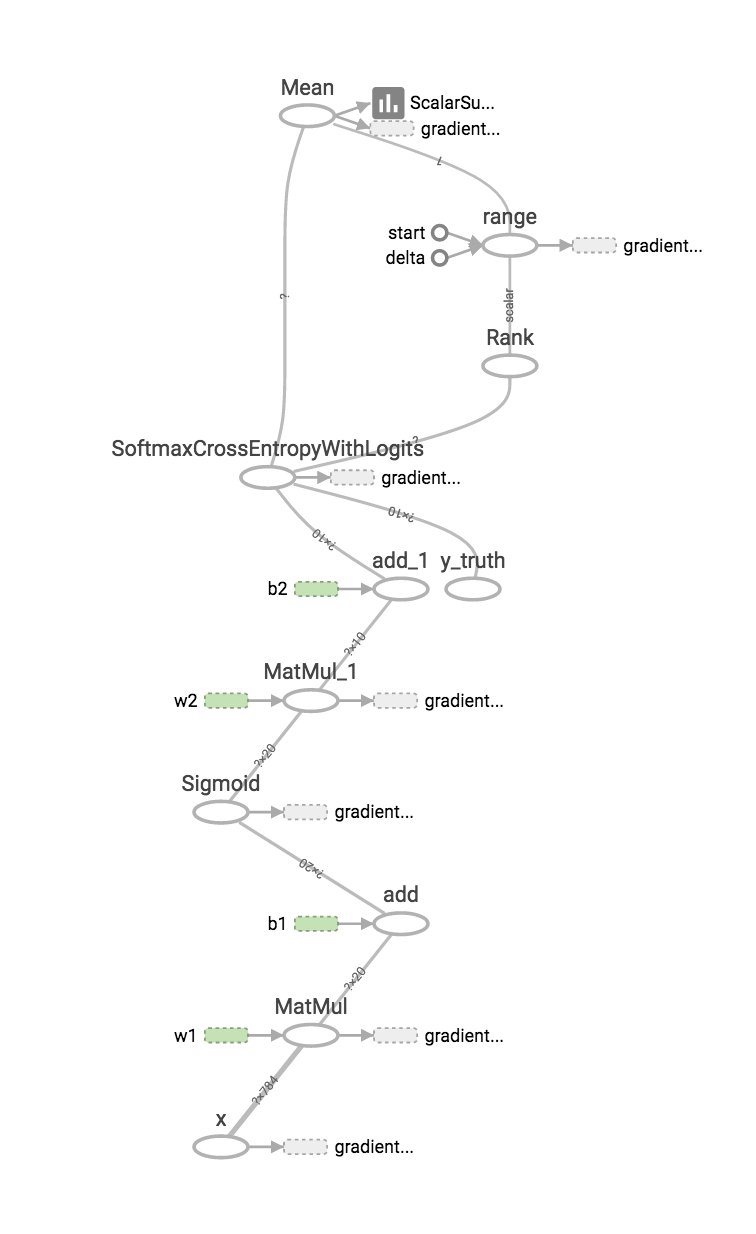 Mean
ScalarSu...
gradient...
1
range
start
delta
gradient...
scalar
?
Rank
?
SoftmaxCrossEntropyWithLogits
gradient...
?×10
?×10
add_1
y_truth
b2
?×10
MatMul_1
w2
gradient...
?×20
Sigmoid
gradient...
?×20
add
b1
?×20
MatMul
w1
gradient...
?×784
x
gradient...